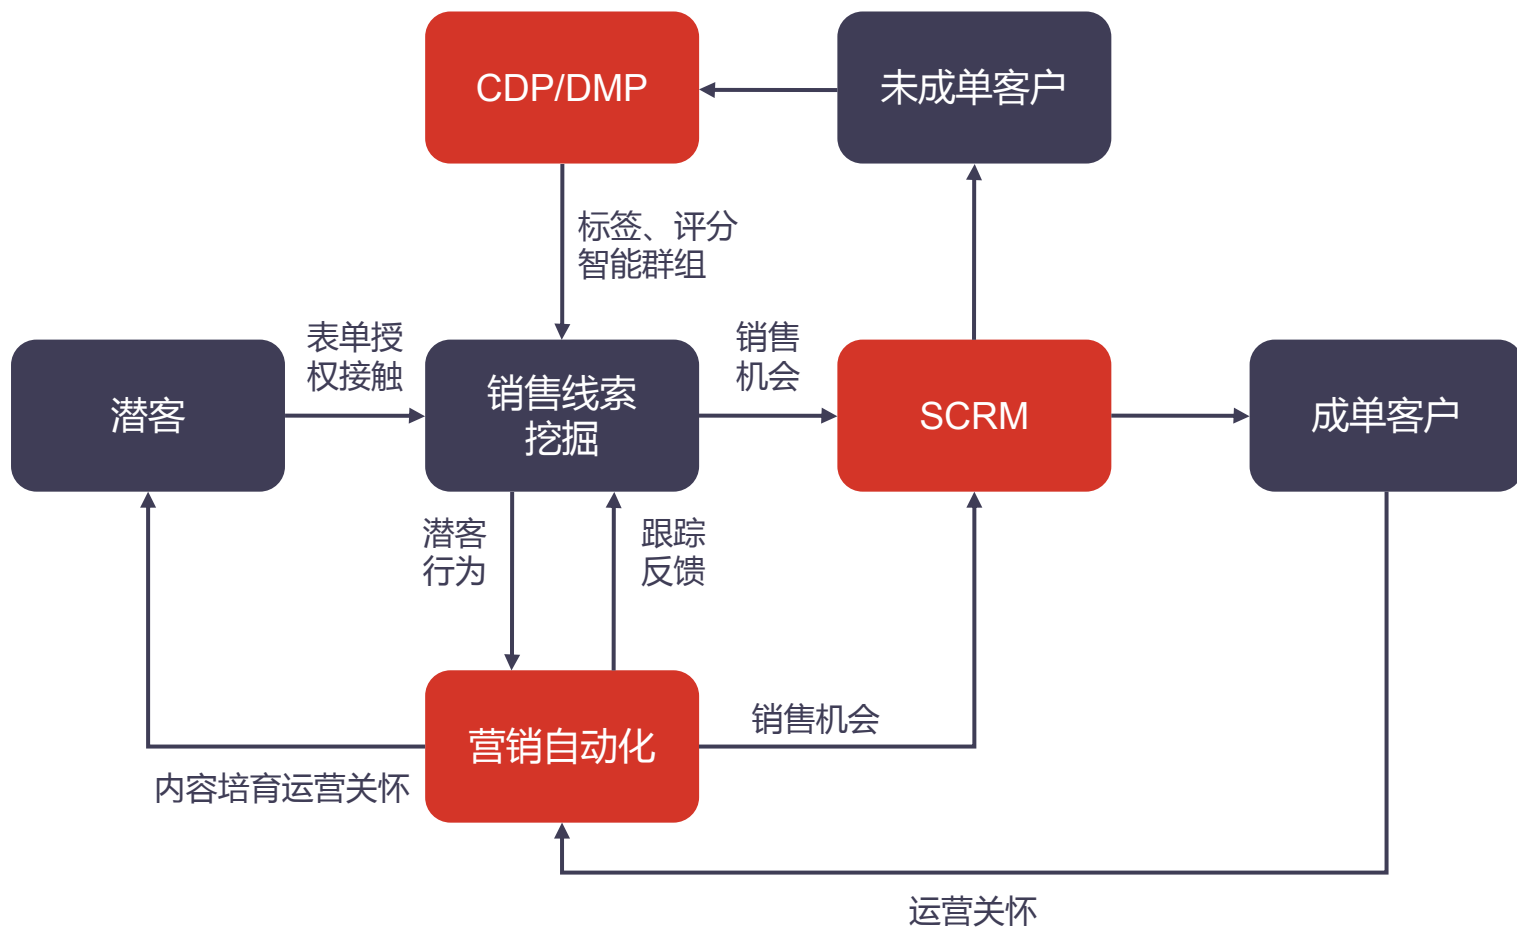 CDP/DMP
未成单客户
标签、评分
智能群组
表单授
权接触
销售
机会
潜客
销售线索
挖掘
SCRM
成单客户
潜客
行为
跟踪
反馈
销售机会
营销自动化
内容培育运营关怀
运营关怀